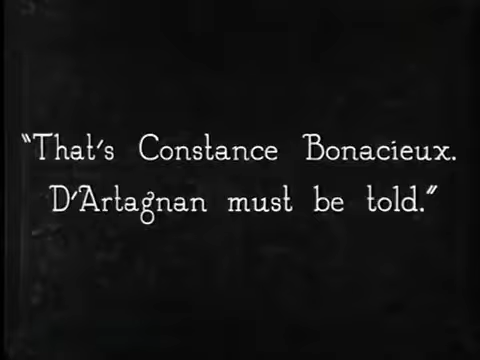 "That's Constance Bonacieux.
D'Artagnan must be told."